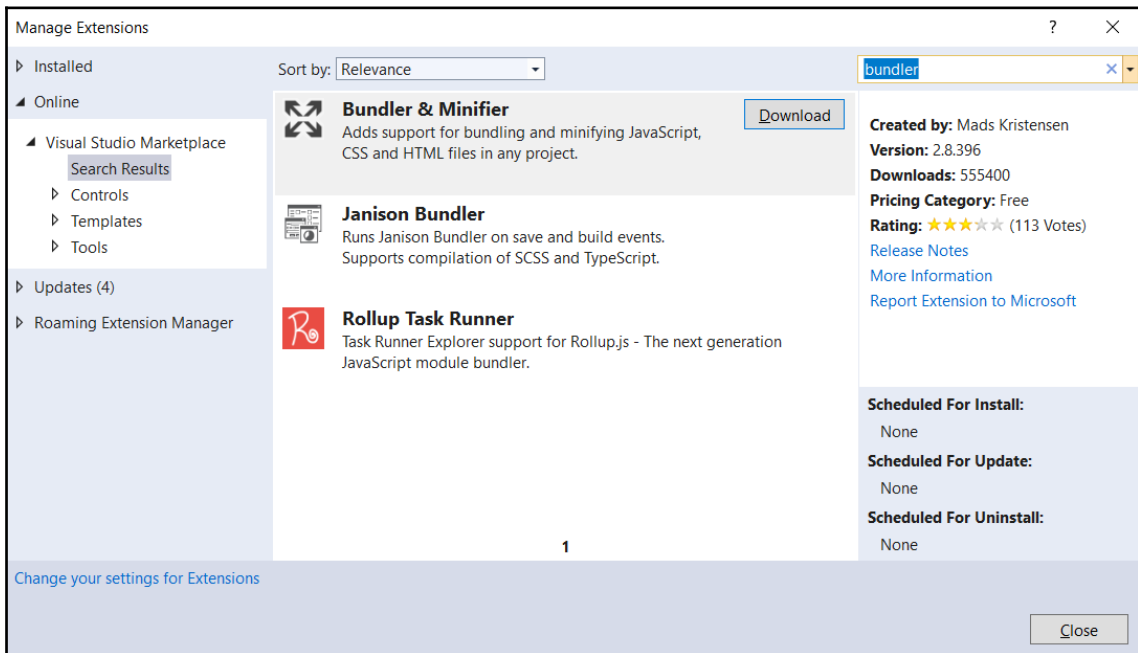 Manage Extensions
?
Installed
Online
Visual Studio Marketplace
Search Results
Controls
Templates
Tools
Updates (4)
Roaming Extension Manager
Sort by: Relevance
Bundler & Minifier
Download
Adds support for bundling and minifying JavaScript,
CSS and HTML files in any project.
Janison Bundler
Runs Janison Bundler on save and build events.
Supports compilation of SCSS and TypeScript.
Rollup Task Runner
Task Runner Explorer support for Rollup.js - The next generation
JavaScript module bundler.
1
bundler
Created by: Mads Kristensen
Version: 2.8.396
Downloads: 555400
Pricing Category: Free
Rating: (113 Votes)
Release Notes
More Information
Report Extension to Microsoft
Scheduled For Install:
None
Scheduled For Update:
None
Scheduled For Uninstall:
None
Change your settings for Extensions
Close